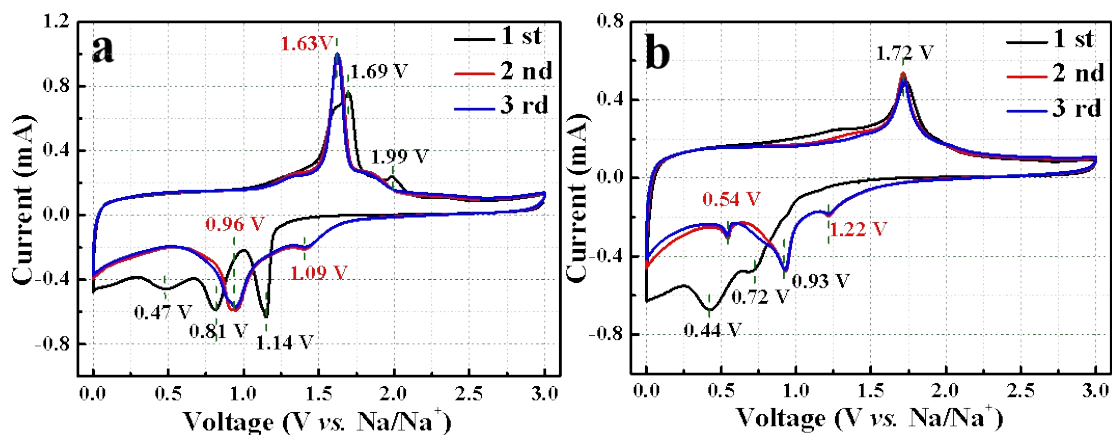 a
1 st
2 nd
3 rd
1.63V
1.69 V
1.99 V
0.96 V
1.09 V
0.47 V
0.81 V
1.14 V
1.2
0.8
0.4
0.0
-0.4
-0.8
Current (mA)
0.0
0.5
1.0
1.5
2.0
2.5
3.0
Voltage (V vs. Na/Na⁺)
b
1 st
2 nd
3 rd
1.72 V
0.54 V
1.22 V
0.93 V
0.72 V
0.44 V
0.8
0.4
0.0
-0.4
-0.8
Current (mA)
0.0
0.5
1.0
1.5
2.0
2.5
3.0
Voltage (V vs. Na/Na⁺)